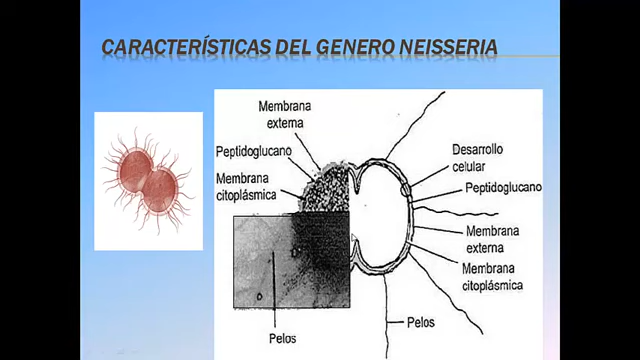 CARACTERÍSTICAS DEL GENERO NEISSERIA
Membrana
externa
Peptidoglucano
Membrana
citoplásmica
Pelos
Desarrollo
celular
Peptidoglucano
Membrana
externa
Membrana
citoplásmica
Pelos